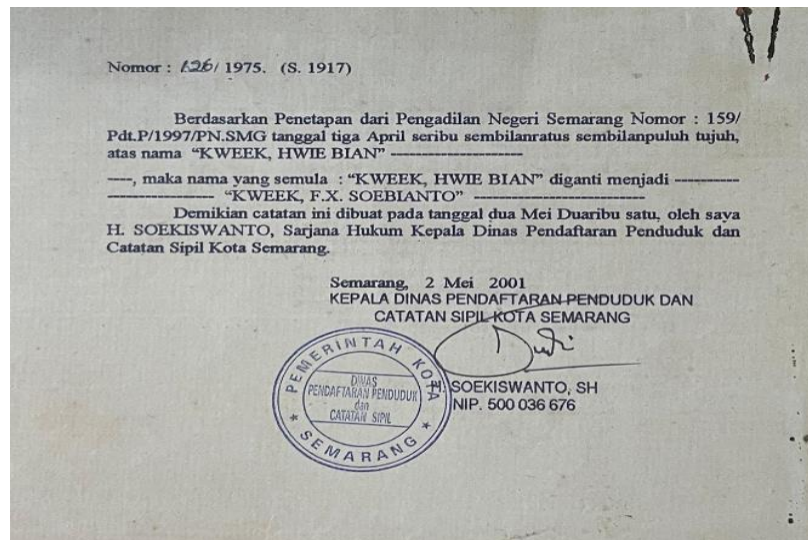 Nomor : 126/ 1975. (S. 1917)
Berdasarkan Penetapan dari Pengadilan Negeri Semarang Nomor : 159/
Pdt.P/1997/PN.SMG tanggal tiga April seribu sembilanratus sembilanpuluh tujuh,
atas nama “KWEEK, HWIE BIAN” ---------------------
----, maka nama yang semula : “KWEEK, HWIE BIAN” diganti menjadi ----------
----------------- “KWEEK, F.X. SOEBIANTO” ---------------------------
Demikian catatan ini dibuat pada tanggal dua Mei Duaribu satu, oleh saya
H. SOEKISWANTO, Sarjana Hukum Kepala Dinas Pendaftaran Penduduk dan
Catatan Sipil Kota Semarang.
Semarang, 2 Mei 2001
KEPALA DINAS PENDAFTARAN PENDUDUK DAN
CATATAN SIPIL KOTA SEMARANG
PEMERINTAH KOTA
DINAS
PENDAFTARAN PENDUDUK
dan
CATATAN SIPIL
* SEMARANG *
SOEKISWANTO, SH
NIP. 500 036 676